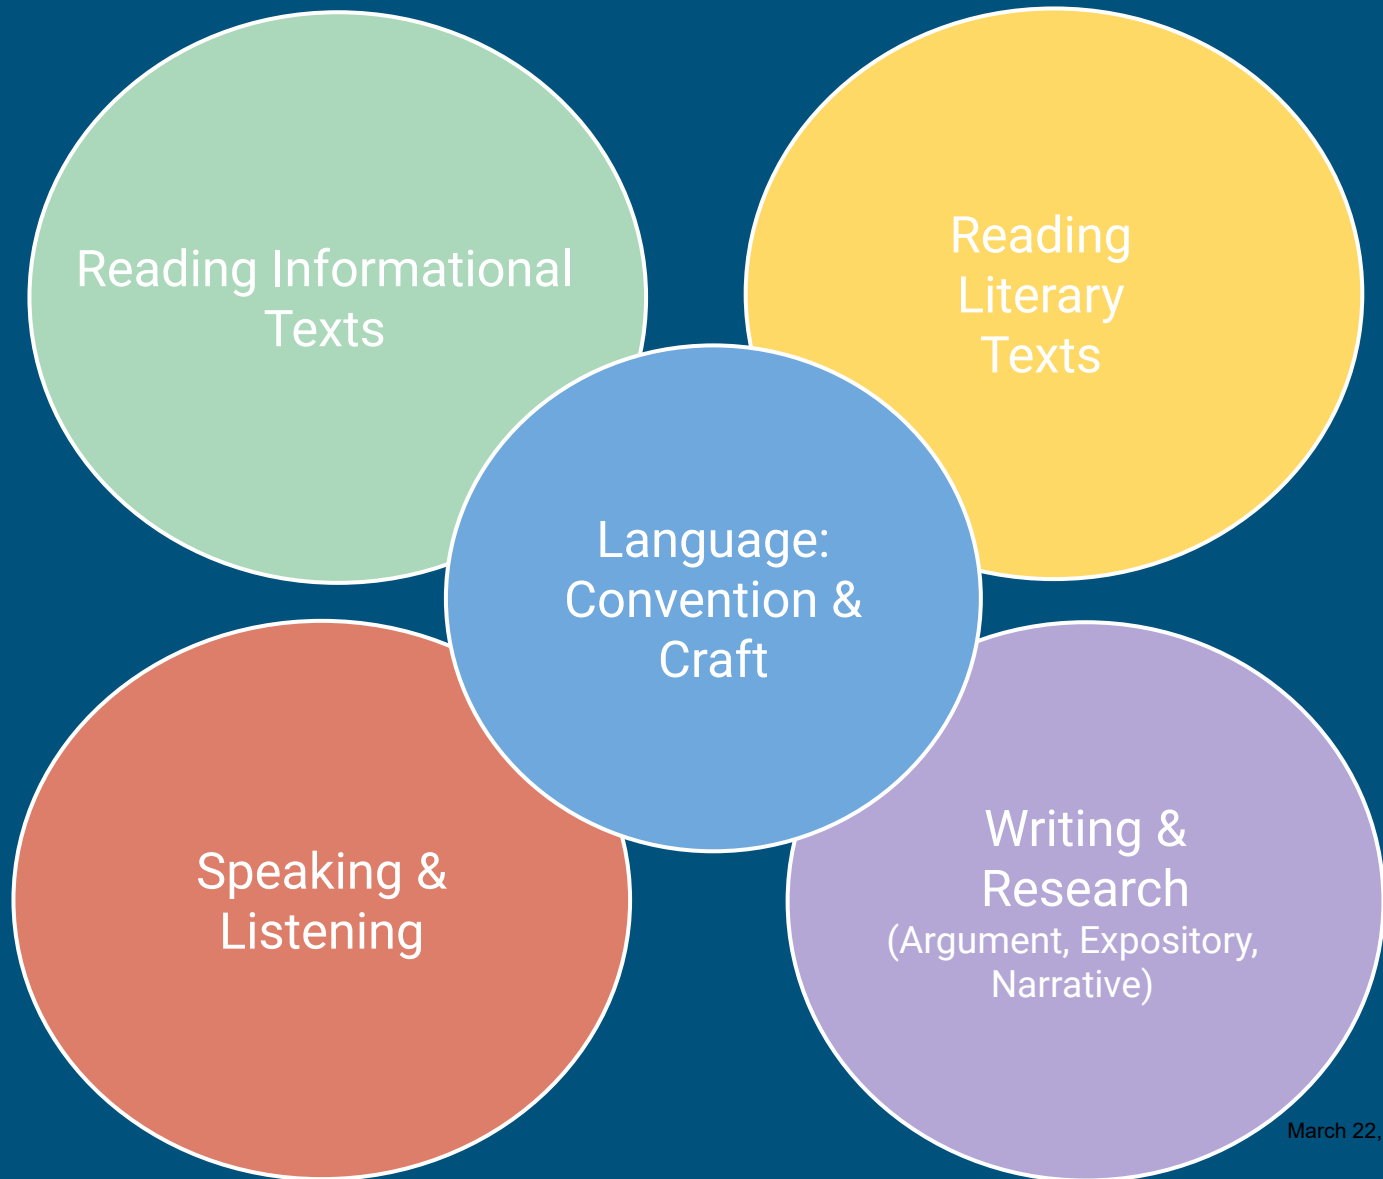 Reading Informational
Texts
Reading
Literary
Texts
Language:
Convention &
Craft
Speaking &
Listening
Writing &
Research
(Argument, Expository,
Narrative)
March 22,